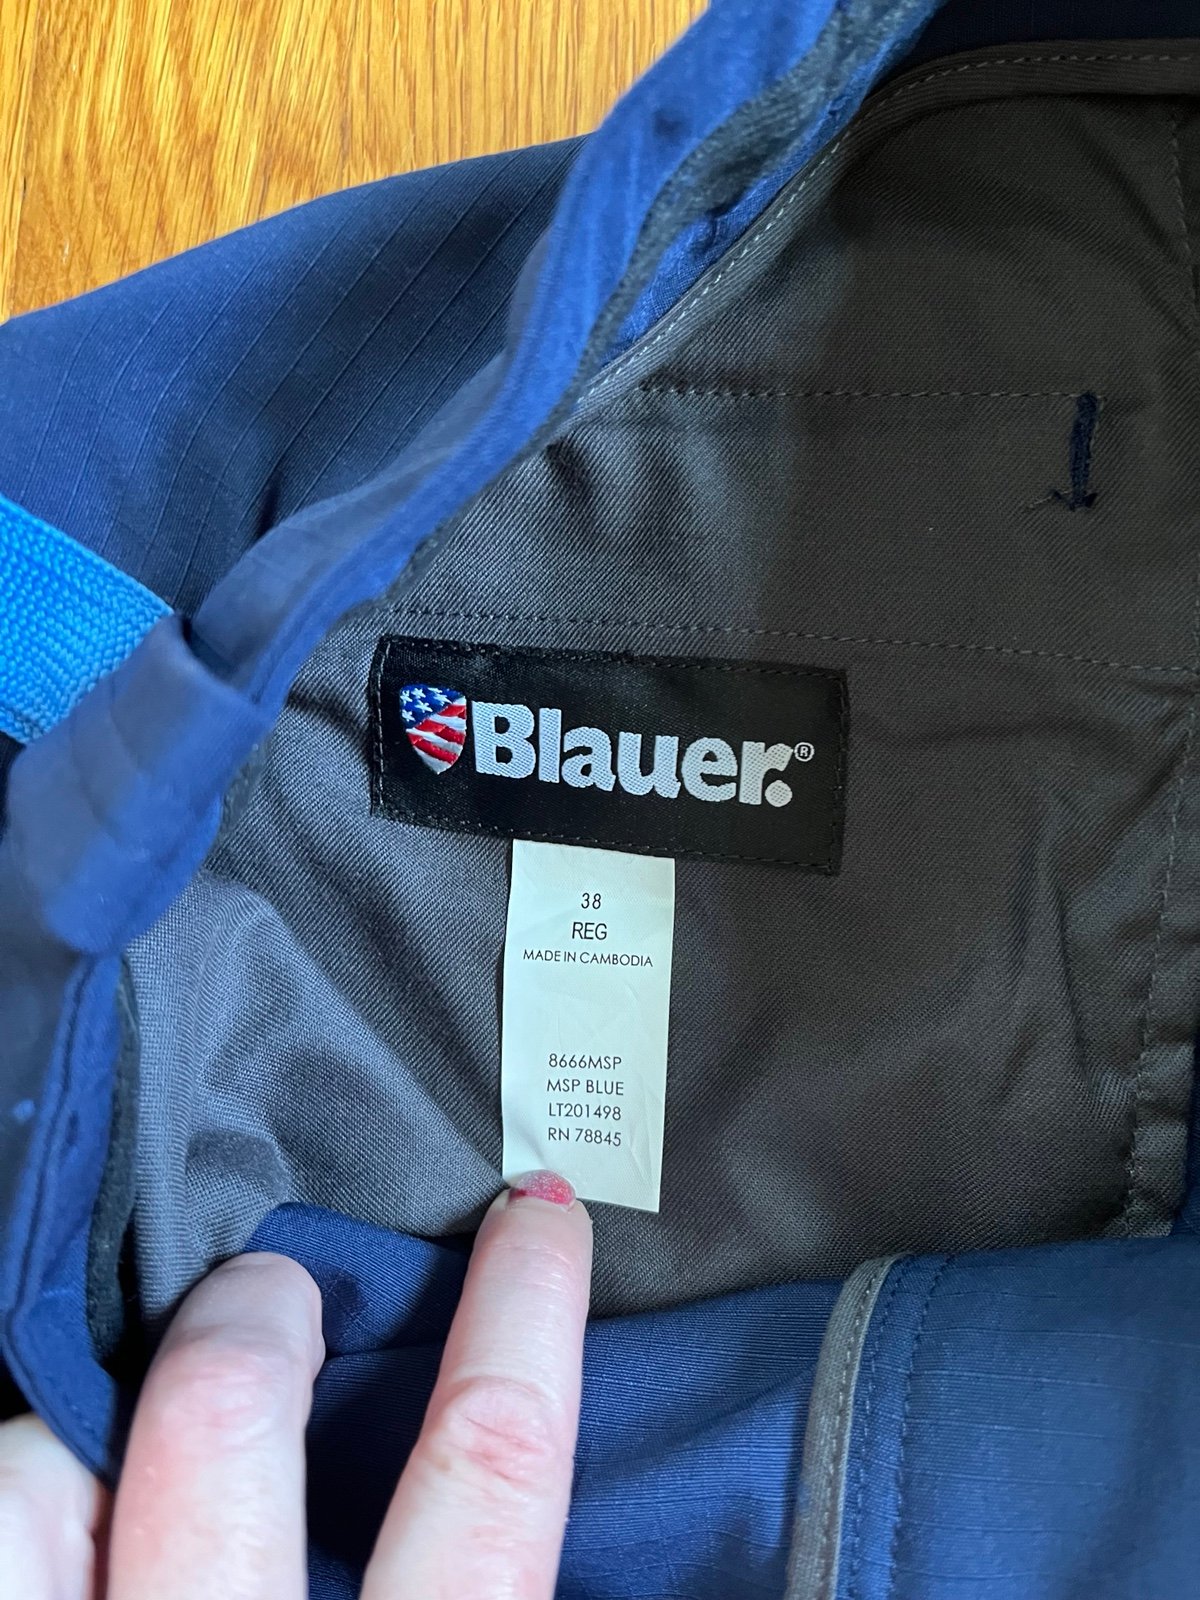 Blauer.®
38
REG
MADE IN CAMBODIA
8666MSP
MSP BLUE
LT201498
RN 78845